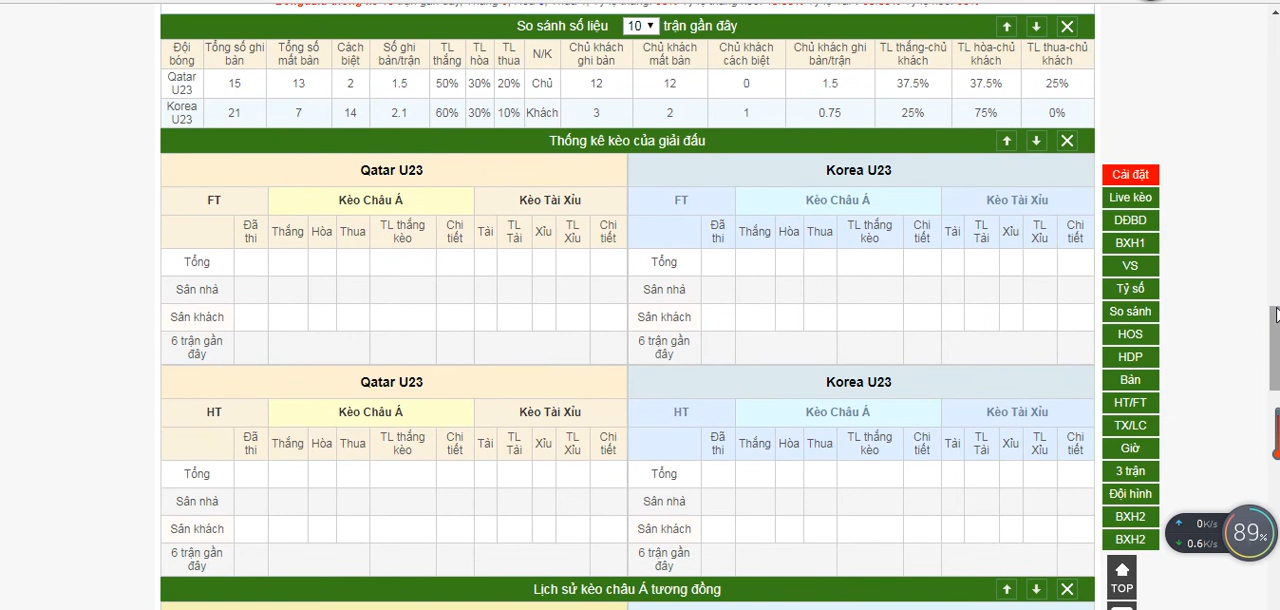 So sánh số liệu 10 trận gần đây
Đội bóng Tổng số ghi bàn Tổng số mất bàn Cách biệt Số ghi bàn/trận TL thắng TL hòa TL thua N/K Chủ khách ghi bàn Chủ khách mất bàn Chủ khách cách biệt Chủ khách ghi bàn/trận TL thắng-chủ khách TL hòa-chủ khách TL thua-chủ khách
Qatar U23 15 13 2 1.5 50% 30% 20% Chủ 12 12 0 1.5 37.5% 37.5% 25%
Korea U23 21 7 14 2.1 60% 30% 10% Khách 3 2 1 0.75 25% 75% 0%
Thống kê kèo của giải đấu
Qatar U23 Korea U23
FT Kèo Châu Á Kèo Tài Xỉu FT Kèo Châu Á Kèo Tài Xỉu
Đã thi Thắng Hòa Thua TL thắng kèo Chi tiết Tài TL Tài Xỉu TL Xỉu Chi tiết Đã thi Thắng Hòa Thua TL thắng kèo Chi tiết Tài TL Tài Xỉu TL Xỉu Chi tiết
Tổng Tổng
Sân nhà Sân nhà
Sân khách Sân khách
6 trận gần đây 6 trận gần đây
Qatar U23 Korea U23
HT Kèo Châu Á Kèo Tài Xỉu HT Kèo Châu Á Kèo Tài Xỉu
Đã thi Thắng Hòa Thua TL thắng kèo Chi tiết Tài TL Tài Xỉu TL Xỉu Chi tiết Đã thi Thắng Hòa Thua TL thắng kèo Chi tiết Tài TL Tài Xỉu TL Xỉu Chi tiết
Tổng Tổng
Sân nhà Sân nhà
Sân khách Sân khách
6 trận gần đây 6 trận gần đây
Lịch sử kèo châu Á tương đồng
Cài đặt
Live kèo
DĐBD
BXH1
VS
Tỷ số
So sánh
HOS
HDP
Bàn
HT/FT
TX/LC
Giờ
3 trận
Đội hình
BXH2
BXH2
0K/s
0.6K/s
89%
TOP